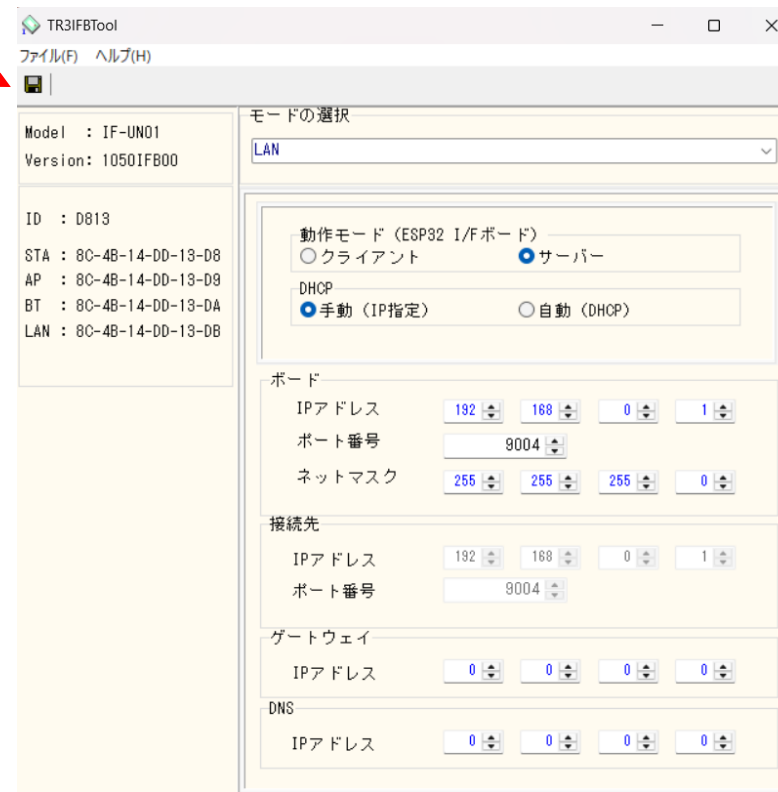 TR3IFBTool
ファイル(F) ヘルプ(H)
Model : IF-UN01
Version: 1050IFB00
ID : D813
STA : 8C-4B-14-DD-13-D8
AP : 8C-4B-14-DD-13-D9
BT : 8C-4B-14-DD-13-DA
LAN : 8C-4B-14-DD-13-DB
モードの選択
LAN
動作モード（ESP32 I/Fボード）
クライアント サーバー
DHCP
手動（IP指定） 自動（DHCP）
ボード
IPアドレス 192 168 0 1
ポート番号 9004
ネットマスク 255 255 255 0
接続先
IPアドレス 192 168 0 1
ポート番号 9004
ゲートウェイ
IPアドレス 0 0 0 0
DNS
IPアドレス 0 0 0 0